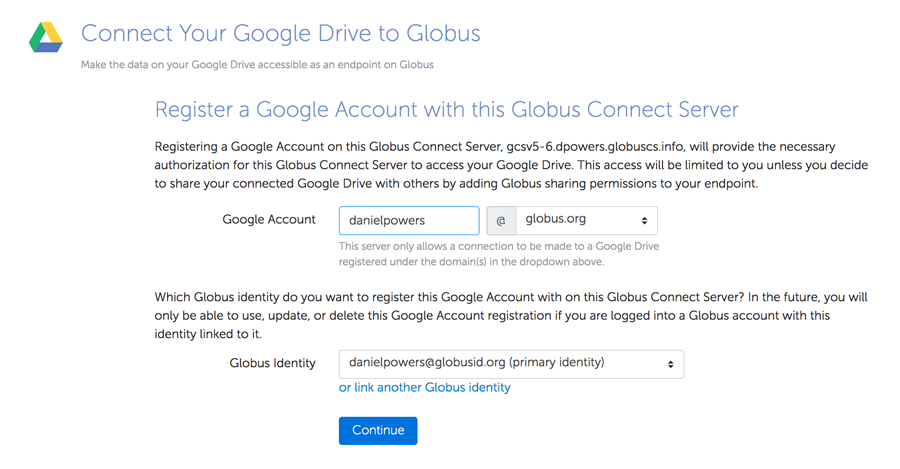 Connect Your Google Drive to Globus
Make the data on your Google Drive accessible as an endpoint on Globus
Register a Google Account with this Globus Connect Server
Registering a Google Account on this Globus Connect Server, gcsv5-6.dpowers.globuscs.info, will provide the necessary
authorization for this Globus Connect Server to access your Google Drive. This access will be limited to you unless you decide
to share your connected Google Drive with others by adding Globus sharing permissions to your endpoint.
Google Account danielpowers @ globus.org
This server only allows a connection to be made to a Google Drive
registered under the domain(s) in the dropdown above.
Which Globus identity do you want to register this Google Account with on this Globus Connect Server? In the future, you will
only be able to use, update, or delete this Google Account registration if you are logged into a Globus account with this
identity linked to it.
Globus Identity danielpowers@globusid.org (primary identity)
or link another Globus identity
Continue